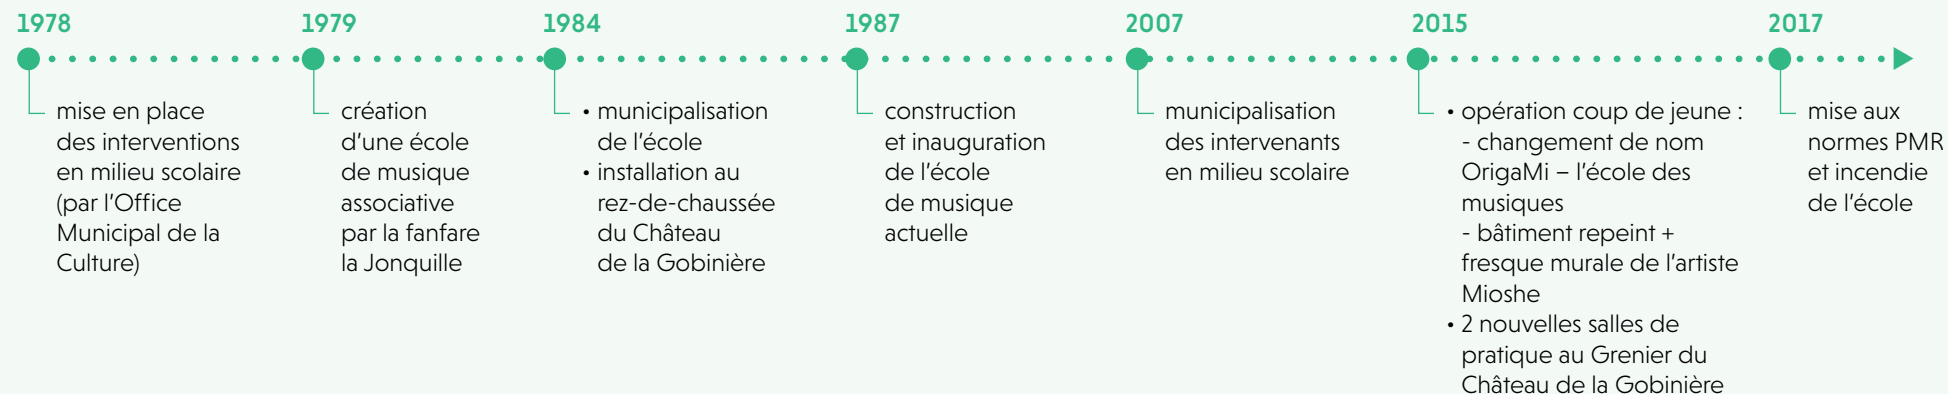 1978
mise en place
des interventions
en milieu scolaire
(par l'Office
Municipal de la
Culture)
1979
création
d'une école
de musique
associative
par la fanfare
la Jonquille
1984
• municipalisation
de l'école
• installation au
rez-de-chaussée
du Château
de la Gobinière
1987
construction
et inauguration
de l'école
de musique
actuelle
2007
municipalisation
des intervenants
en milieu scolaire
2015
• opération coup de jeune :
- changement de nom
OrigaMi – l'école des
musiques
- bâtiment repeint +
fresque murale de l'artiste
Mioshe
• 2 nouvelles salles de
pratique au Grenier du
Château de la Gobinière
2017
mise aux
normes PMR
et incendie
de l'école